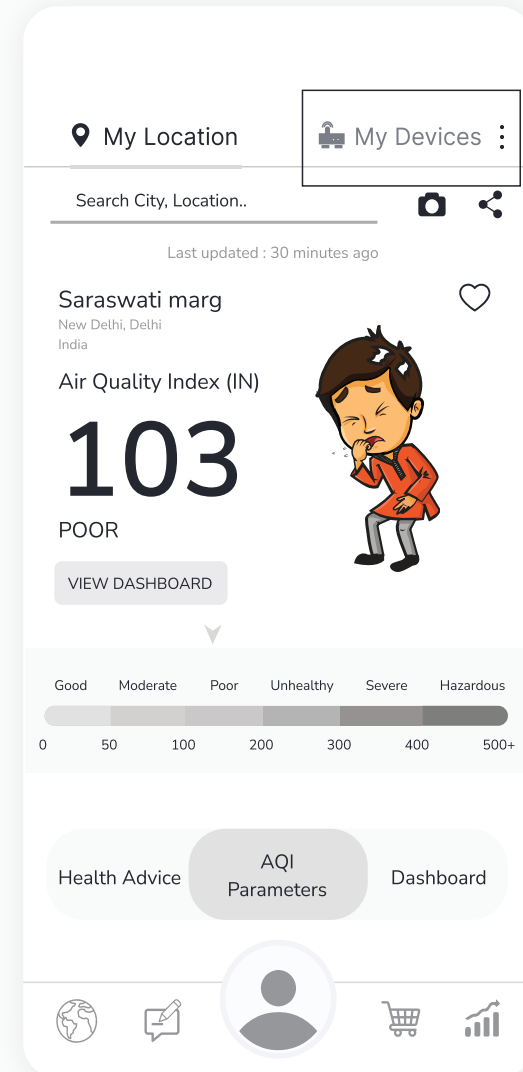 My Location
My Devices
Search City, Location..
Last updated : 30 minutes ago
Saraswati marg
New Delhi, Delhi
India
Air Quality Index (IN)
103
POOR
VIEW DASHBOARD
Good Moderate Poor Unhealthy Severe Hazardous
0 50 100 200 300 400 500+
Health Advice
AQI
Parameters
Dashboard